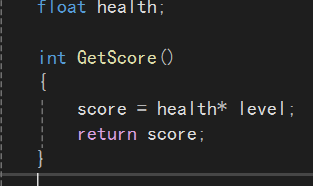 float health;
int GetScore()
{
score = health* level;
return score;
}